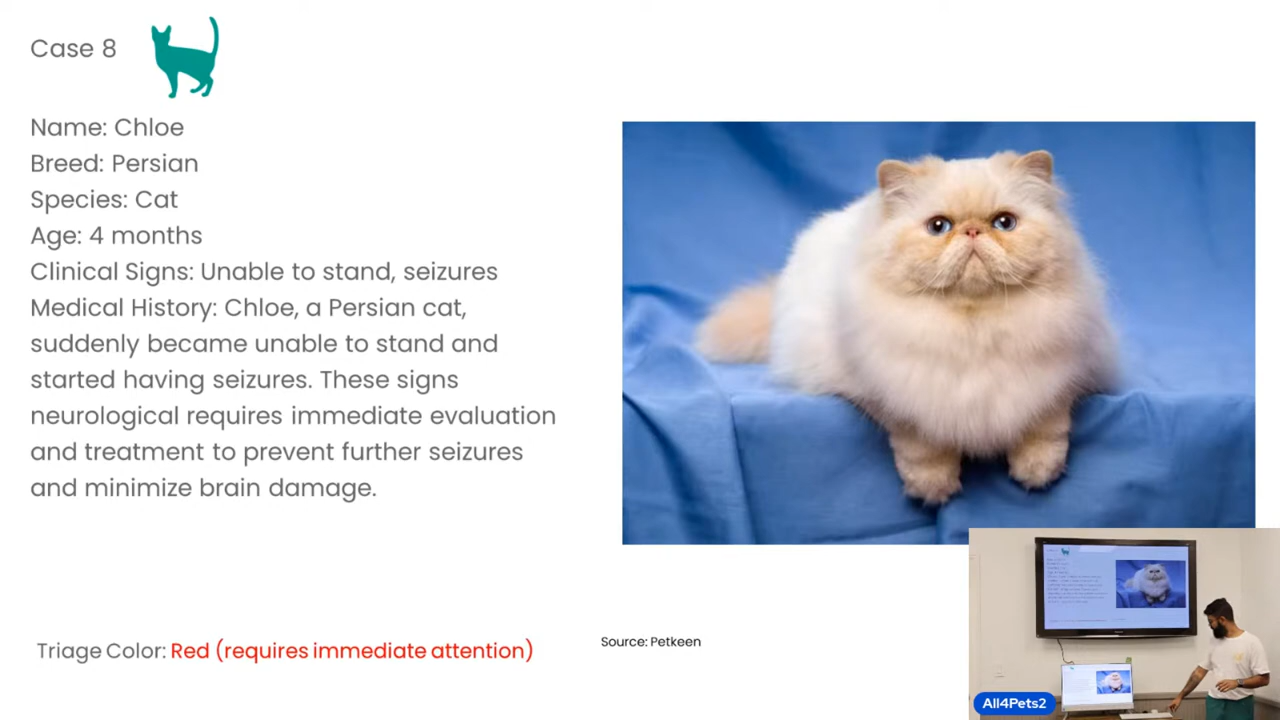 Case 8
Name: Chloe
Breed: Persian
Species: Cat
Age: 4 months
Clinical Signs: Unable to stand, seizures
Medical History: Chloe, a Persian cat,
suddenly became unable to stand and
started having seizures. These signs
neurological requires immediate evaluation
and treatment to prevent further seizures
and minimize brain damage.
Triage Color: Red (requires immediate attention)
Source: Petkeen
All4Pets2